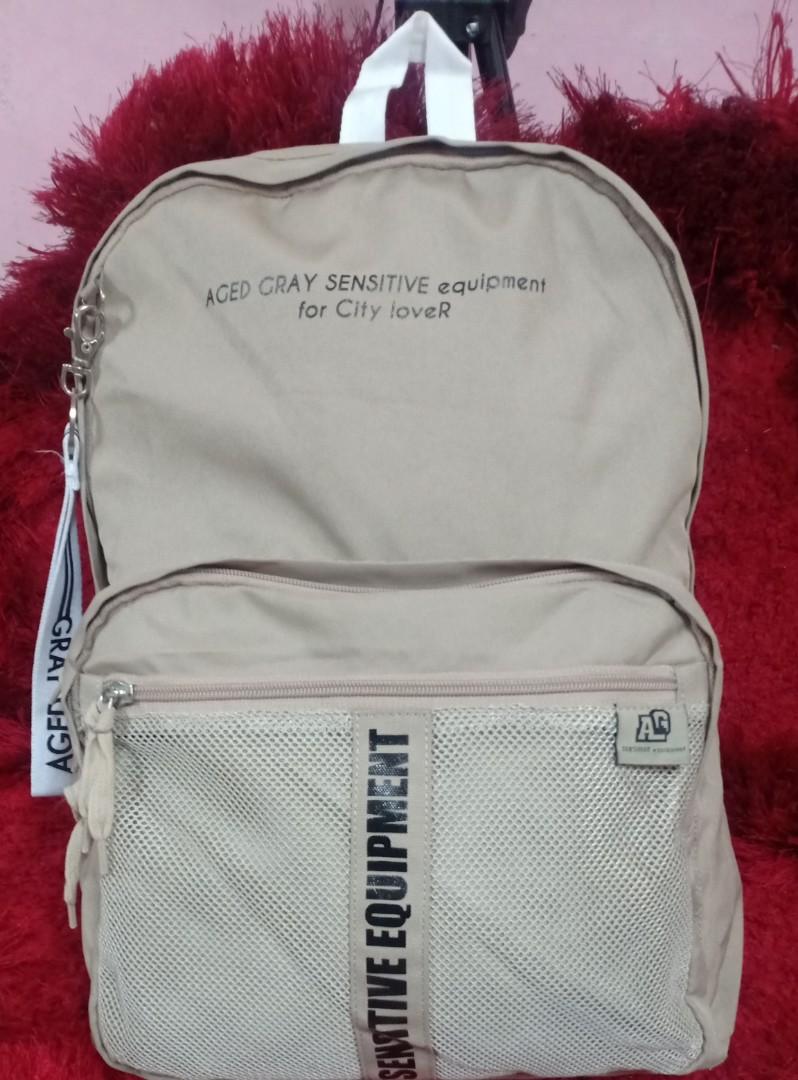 AGED GRAY SENSITIVE equipment
for City loveR
AGED GRAY
AG
SENSITIVE EQUIPMENT